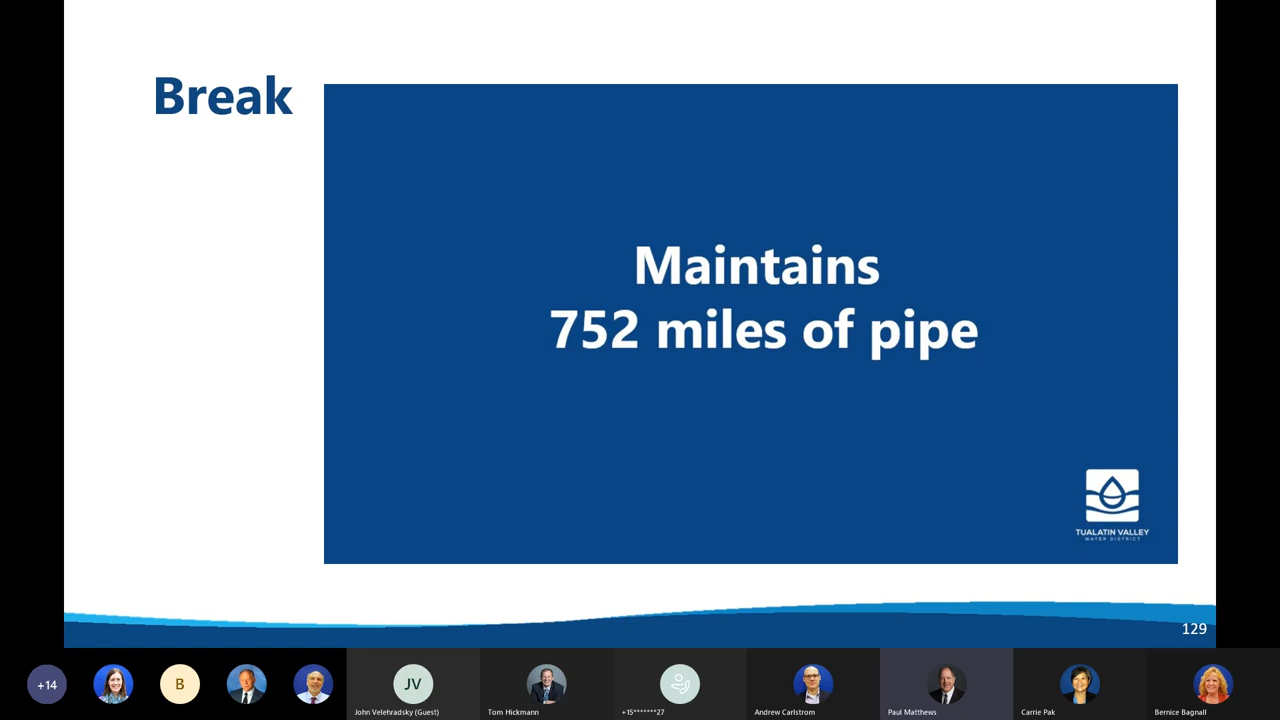 Break
Maintains
752 miles of pipe
TUALATIN VALLEY
WATER DISTRICT
129
+14
B
JV
John Velehradsky (Guest)
Tom Hickmann
+15*******27
Andrew Carlstrom
Paul Matthews
Carrie Pak
Bernice Bagnall